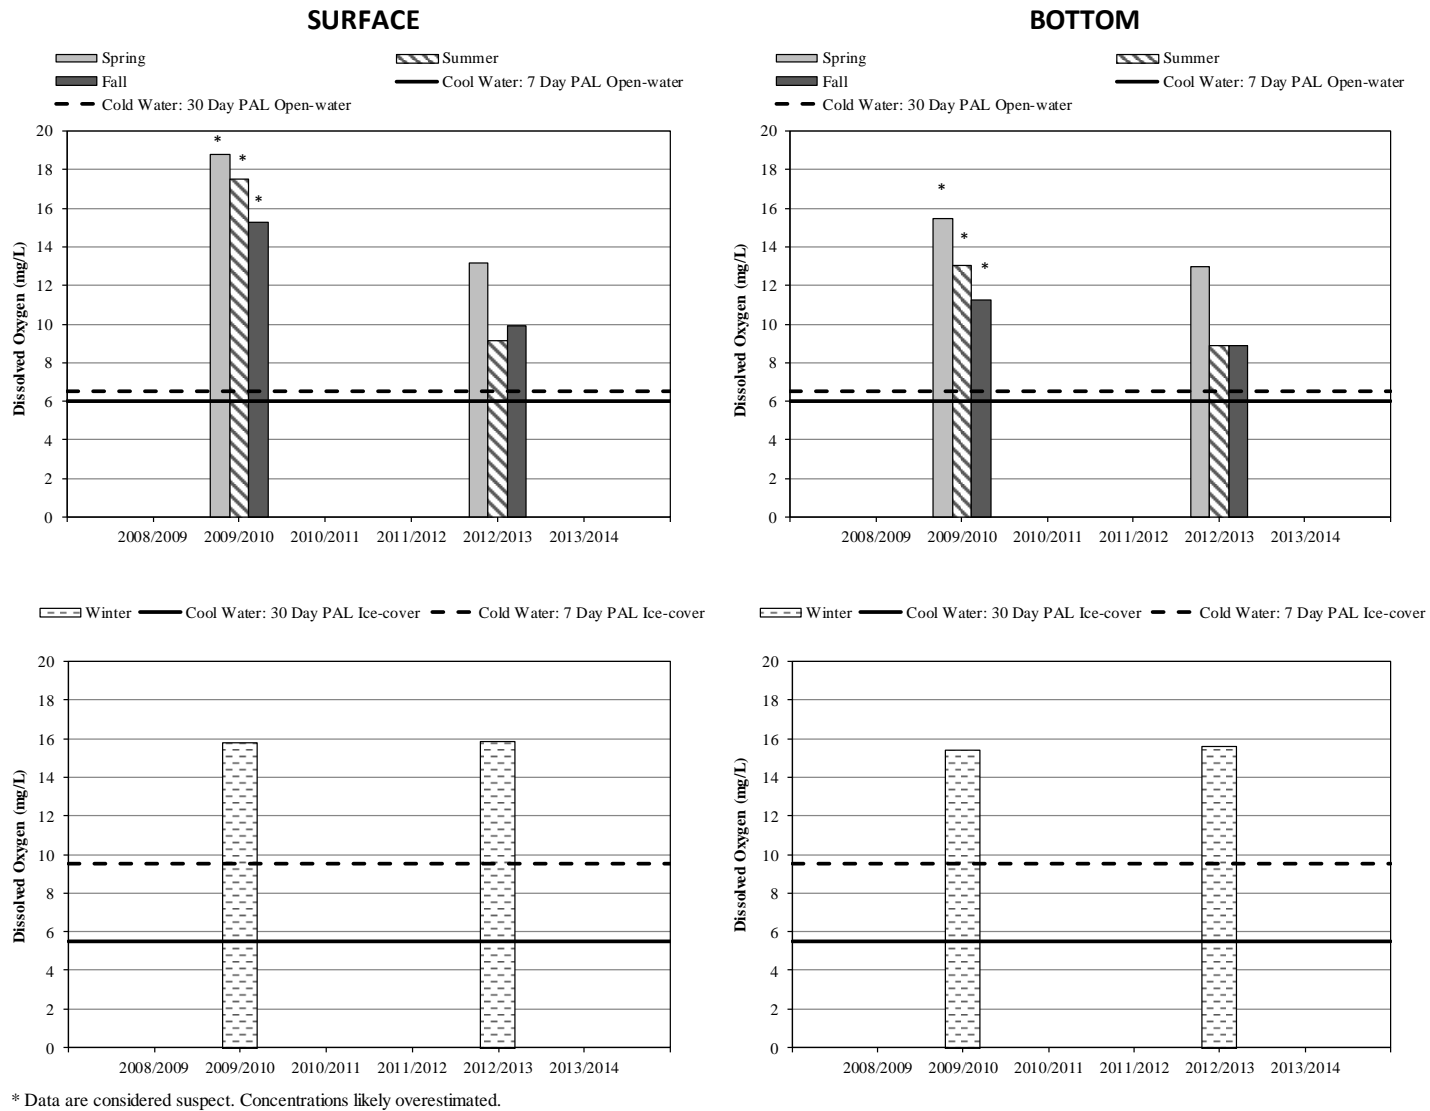 SURFACE
Spring
Summer
Fall
Cool Water: 7 Day PAL Open-water
Cold Water: 30 Day PAL Open-water
Dissolved Oxygen (mg/L)
20
18
16
14
12
10
8
6
4
2
0
*
*
*
2008/2009 2009/2010 2010/2011 2011/2012 2012/2013 2013/2014
BOTTOM
Spring
Summer
Fall
Cool Water: 7 Day PAL Open-water
Cold Water: 30 Day PAL Open-water
Dissolved Oxygen (mg/L)
20
18
16
14
12
10
8
6
4
2
0
*
*
*
2008/2009 2009/2010 2010/2011 2011/2012 2012/2013 2013/2014
Winter Cool Water: 30 Day PAL Ice-cover Cold Water: 7 Day PAL Ice-cover
Dissolved Oxygen (mg/L)
20
18
16
14
12
10
8
6
4
2
0
2008/2009 2009/2010 2010/2011 2011/2012 2012/2013 2013/2014
Winter Cool Water: 30 Day PAL Ice-cover Cold Water: 7 Day PAL Ice-cover
Dissolved Oxygen (mg/L)
20
18
16
14
12
10
8
6
4
2
0
2008/2009 2009/2010 2010/2011 2011/2012 2012/2013 2013/2014
* Data are considered suspect. Concentrations likely overestimated.